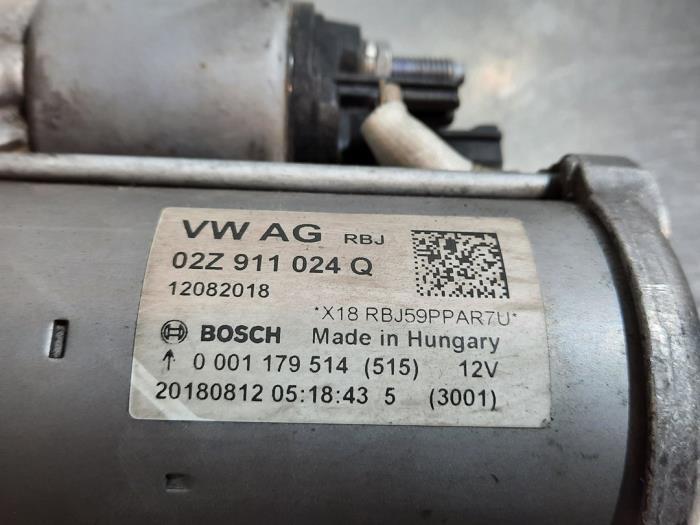 VW AG RBJ
02Z 911 024 Q
12082018
*X18 RBJ59PPAR7U*
BOSCH Made in Hungary
↑ 0 001 179 514 (515) 12V
20180812 05:18:43 5 (3001)